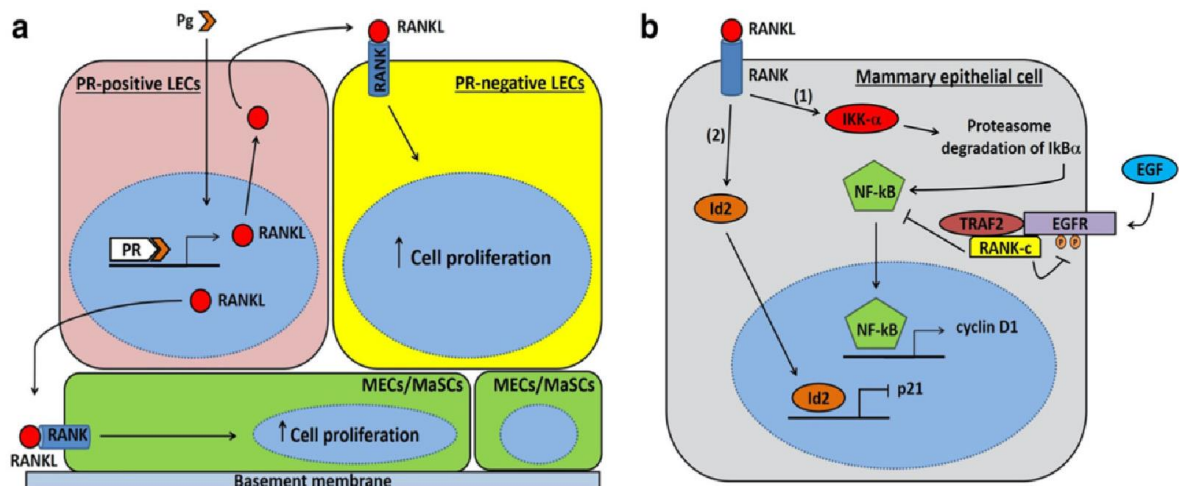 a
Pg
RANKL
RANK
PR-positive LECs
PR-negative LECs
PR
RANKL
RANKL
↑ Cell proliferation
MECs/MaSCs
MECs/MaSCs
RANK
RANKL
↑ Cell proliferation
Basement membrane
b
RANKL
RANK
Mammary epithelial cell
(1)
IKK-α
(2)
Proteasome
degradation of IkBα
Id2
NF-kB
EGF
TRAF2
EGFR
RANK-c
P P
NF-kB
cyclin D1
Id2
p21